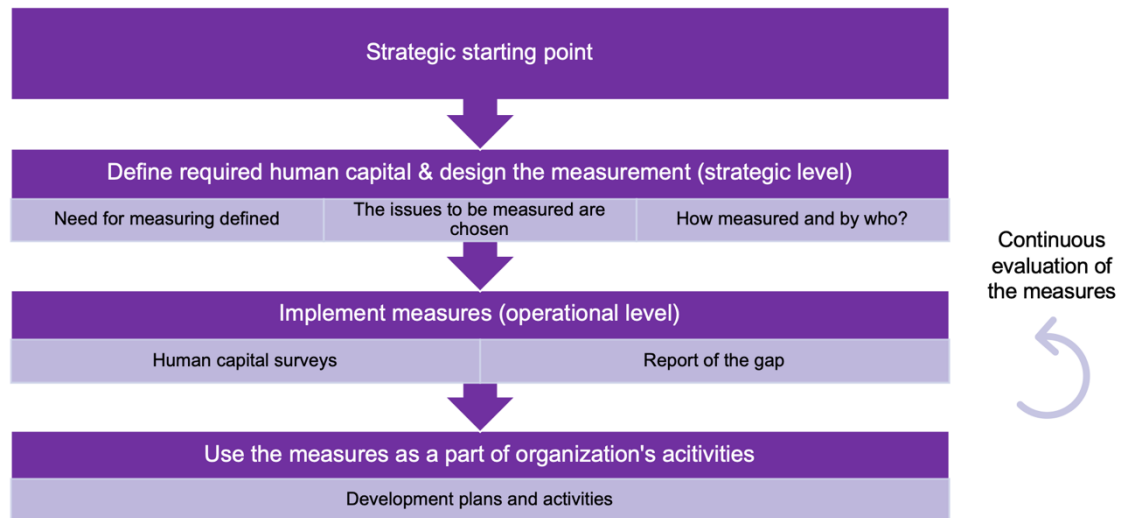 Strategic starting point
Define required human capital & design the measurement (strategic level)
Need for measuring defined
The issues to be measured are
chosen
How measured and by who?
Continuous
evaluation of
the measures
Implement measures (operational level)
Human capital surveys
Report of the gap
Use the measures as a part of organization's acitivities
Development plans and activities